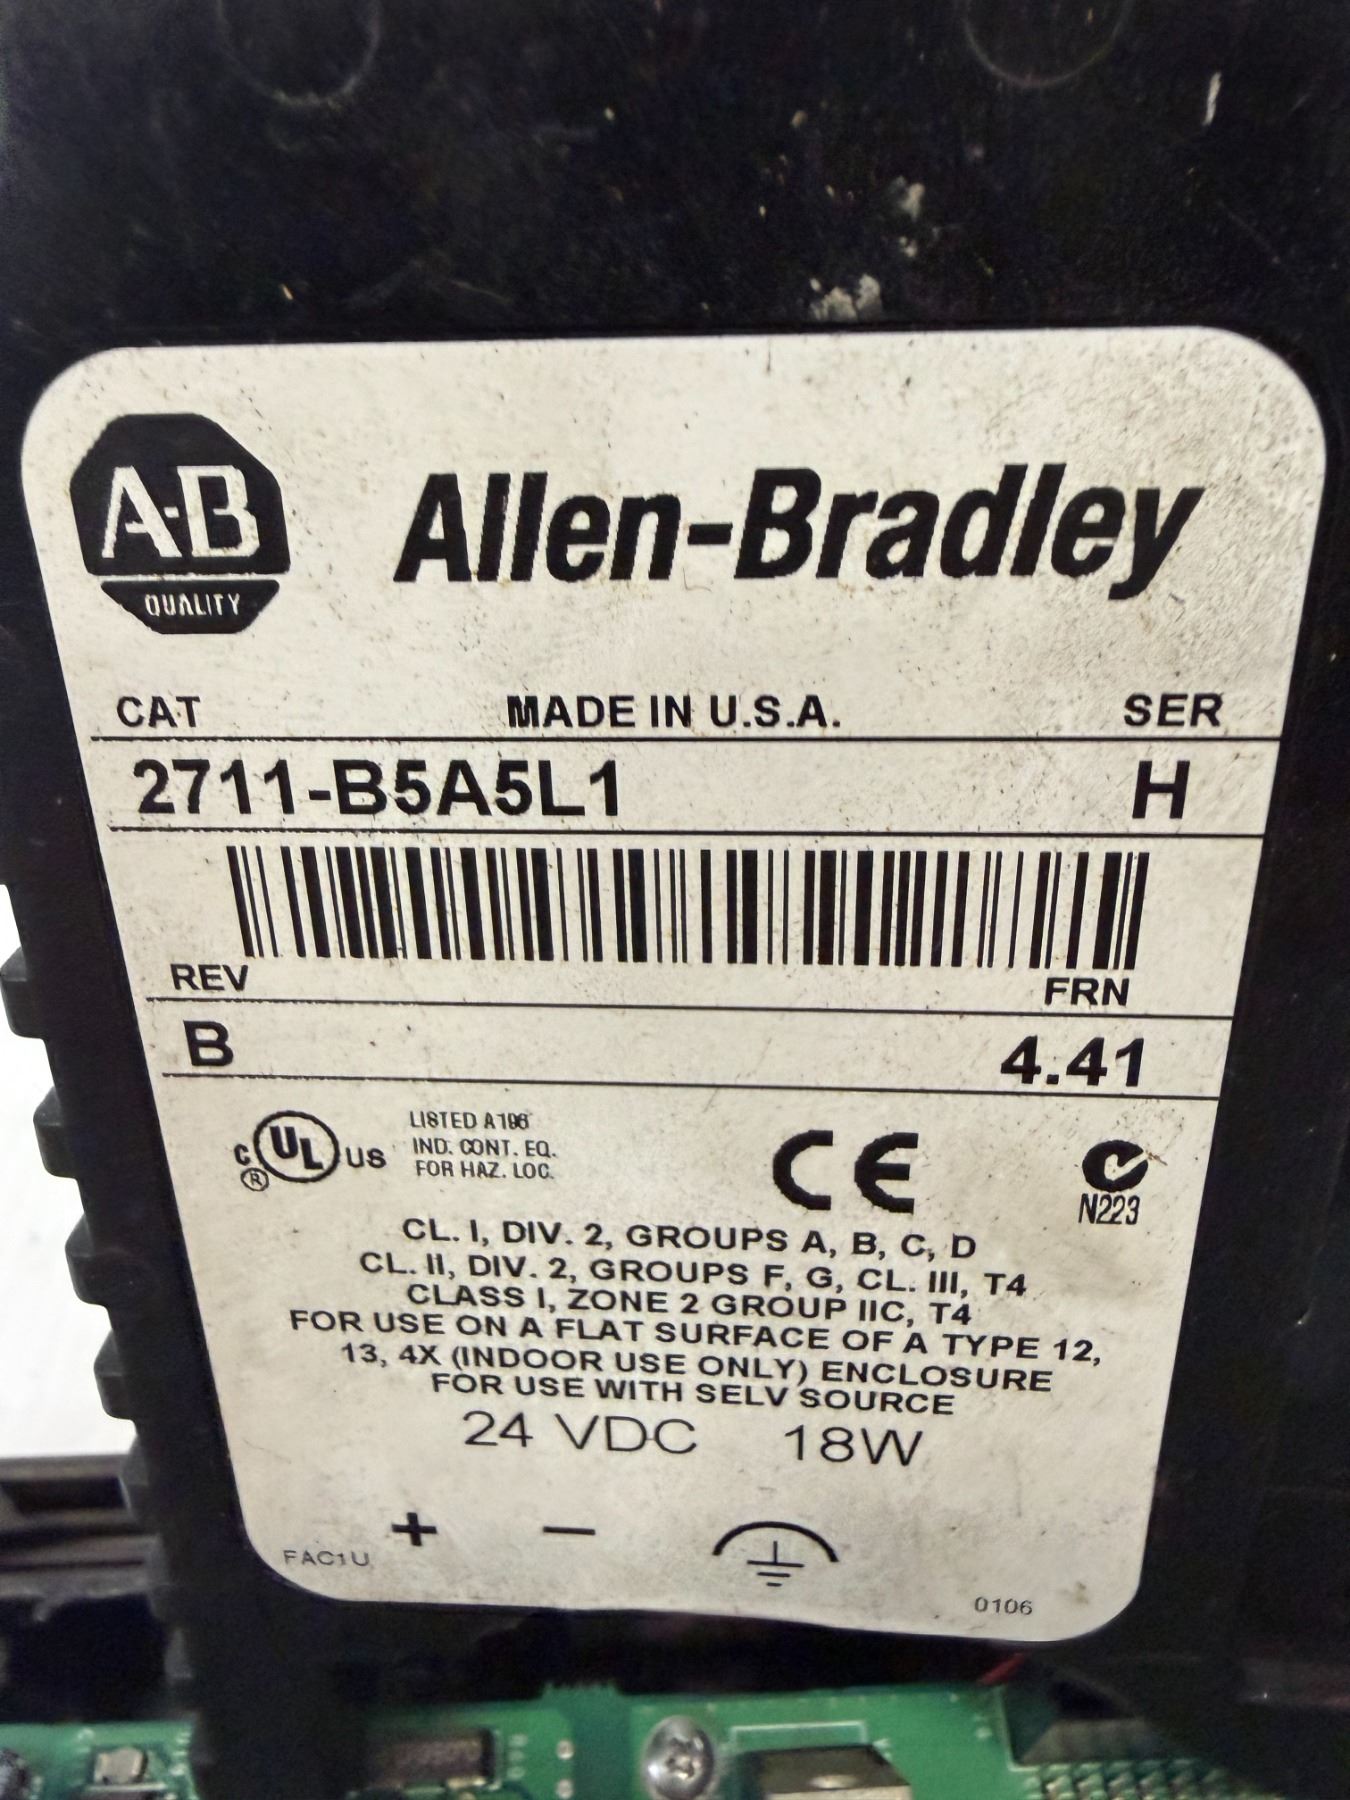 A-B
QUALITY
Allen-Bradley
CAT MADE IN U.S.A. SER
2711-B5A5L1 H
REV FRN
B 4.41
C UL US
®
LISTED A196
IND. CONT. EQ.
FOR HAZ. LOC.
CE
N223
CL. I, DIV. 2, GROUPS A, B, C, D
CL. II, DIV. 2, GROUPS F, G, CL. III, T4
CLASS I, ZONE 2 GROUP IIC, T4
FOR USE ON A FLAT SURFACE OF A TYPE 12,
13, 4X (INDOOR USE ONLY) ENCLOSURE
FOR USE WITH SELV SOURCE
24 VDC 18W
+ −
FAC1U
0106